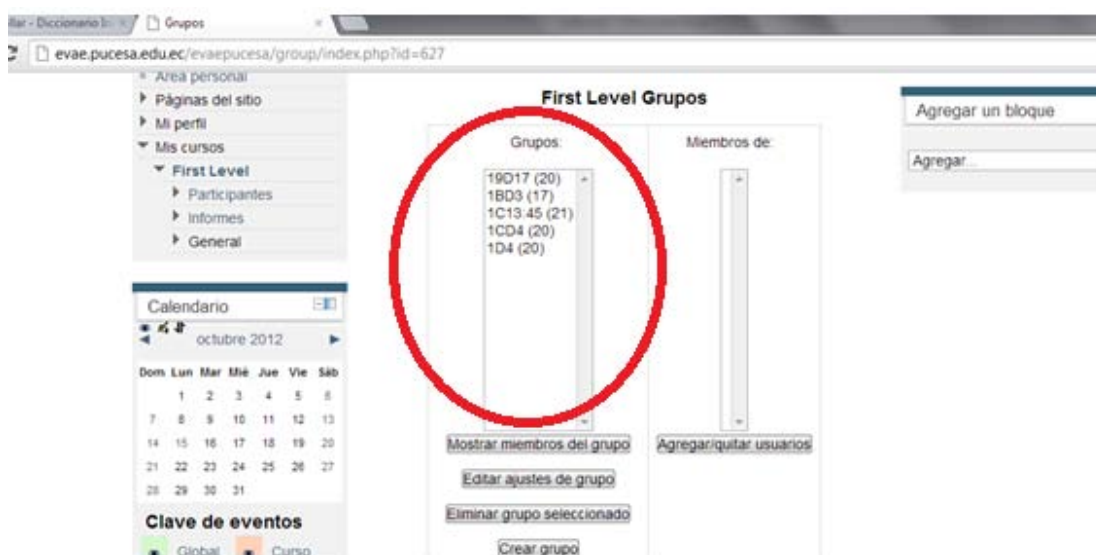 Grupos
evae.pucesa.edu.ec/evaepucesa/group/index.php?id=627
Area personal
Páginas del sitio
Mi perfil
Mis cursos
First Level
Participantes
Informes
General
Calendario
octubre 2012
Dom Lun Mar Mié Jue Vie Sáb
1 2 3 4 5 6
7 8 9 10 11 12 13
14 15 16 17 18 19 20
21 22 23 24 25 26 27
28 29 30 31
Clave de eventos
Global Curso
First Level Grupos
Grupos:
19D17 (20)
1BD3 (17)
1C13:45 (21)
1CD4 (20)
1D4 (20)
Mostrar miembros del grupo
Editar ajustes de grupo
Eliminar grupo seleccionado
Crear grupo
Miembros de:
Agregar/quitar usuarios
Agregar un bloque
Agregar...